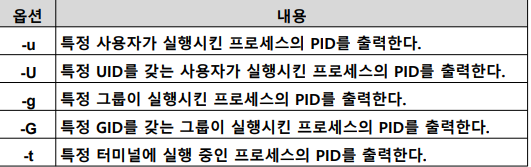 옵션 내용
-u 특정 사용자가 실행시킨 프로세스의 PID를 출력한다.
-U 특정 UID를 갖는 사용자가 실행시킨 프로세스의 PID를 출력한다.
-g 특정 그룹이 실행시킨 프로세스의 PID를 출력한다.
-G 특정 GID를 갖는 그룹이 실행시킨 프로세스의 PID를 출력한다.
-t 특정 터미널에 실행 중인 프로세스의 PID를 출력한다.